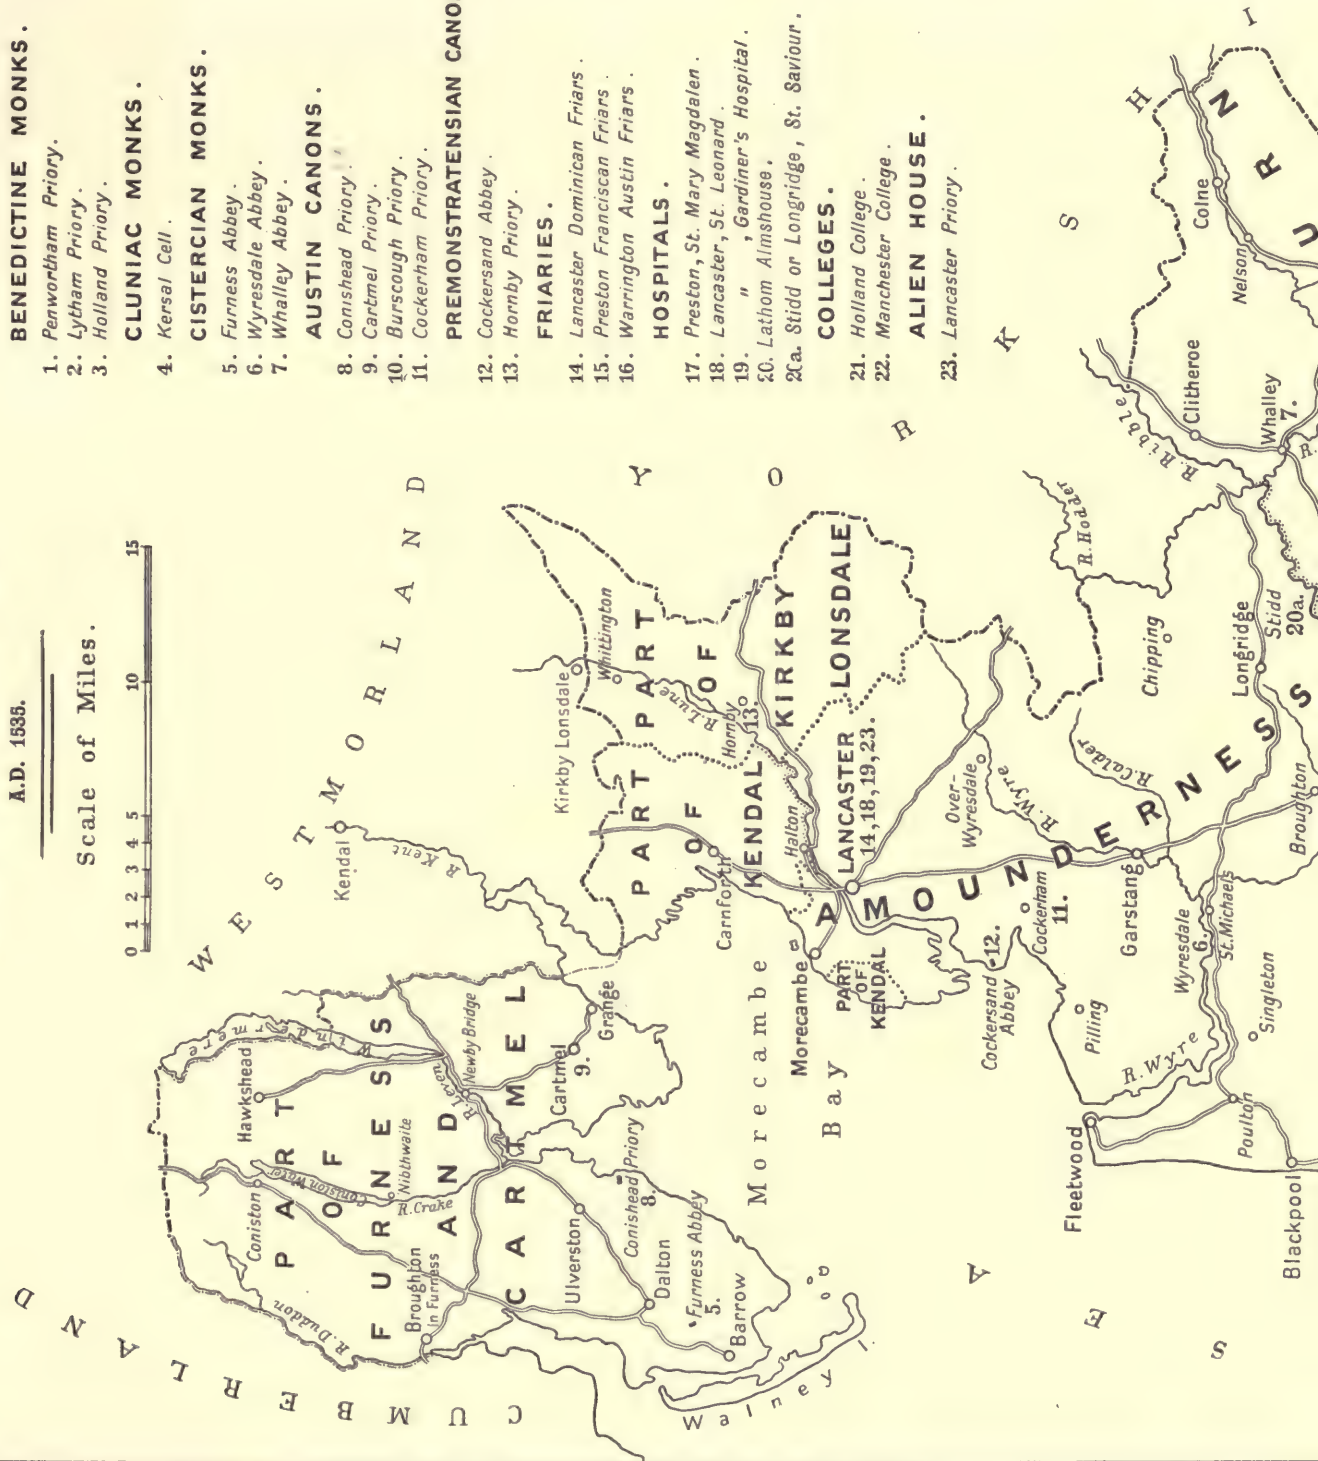 A.D. 1535.
Scale of Miles.
0 1 2 3 4 5 10 15
BENEDICTINE MONKS.
1. Penwortham Priory.
2. Lytham Priory.
3. Holland Priory.
CLUNIAC MONKS.
4. Kersal Cell.
CISTERCIAN MONKS.
5. Furness Abbey.
6. Wyresdale Abbey.
7. Whalley Abbey.
AUSTIN CANONS.
8. Conishead Priory.
9. Cartmel Priory.
10. Burscough Priory.
11. Cockerham Priory.
PREMONSTRATENSIAN CANO
12. Cockersand Abbey.
13. Hornby Priory.
FRIARIES.
14. Lancaster Dominican Friars.
15. Preston Franciscan Friars.
16. Warrington Austin Friars.
HOSPITALS.
17. Preston, St. Mary Magdalen.
18. Lancaster, St. Leonard.
19. " , Gardiner's Hospital.
20. Lathom Almshouse.
20a. Stidd or Longridge, St. Saviour.
COLLEGES.
21. Holland College.
22. Manchester College.
ALIEN HOUSE.
23. Lancaster Priory.
CUMBERLAND
WESTMORLAND
YORKSHI
PART OF FURNESS AND CARTMEL
R. Duddon
Coniston
Coniston Water
Hawkshead
Windermere
Nibthwaite
R. Crake
Broughton
In Furness
R. Leven
Newby Bridge
Cartmel
9.
Grange
Ulverston
Conishead Priory
8.
Dalton
Furness Abbey
5.
Barrow
Walney I.
Kendal
R Kent
Kirkby Lonsdale
Whittington
PART OF KENDAL
PART OF KIRKBY LONSDALE
R. Lune
Hornby
13.
Carnforth
Halton
LANCASTER
14, 18, 19, 23.
Morecambe
Bay
Morecambe
PART
OF
KENDAL
AMOUNDERNESS
Over-
Wyresdale
R. Wyre
R. Calder
Cockersand
Abbey
12.
Cockerham
11.
Garstang
Pilling
Wyresdale
6.
St. Michaels
R. Wyre
Singleton
Fleetwood
Poulton
Blackpool
Broughton
Chipping
Longridge
Stidd
20a.
R. Hodder
R. Ribble
R. Ribble
Clitheroe
Whalley
7.
R.
Colne
Nelson
URN
SEA